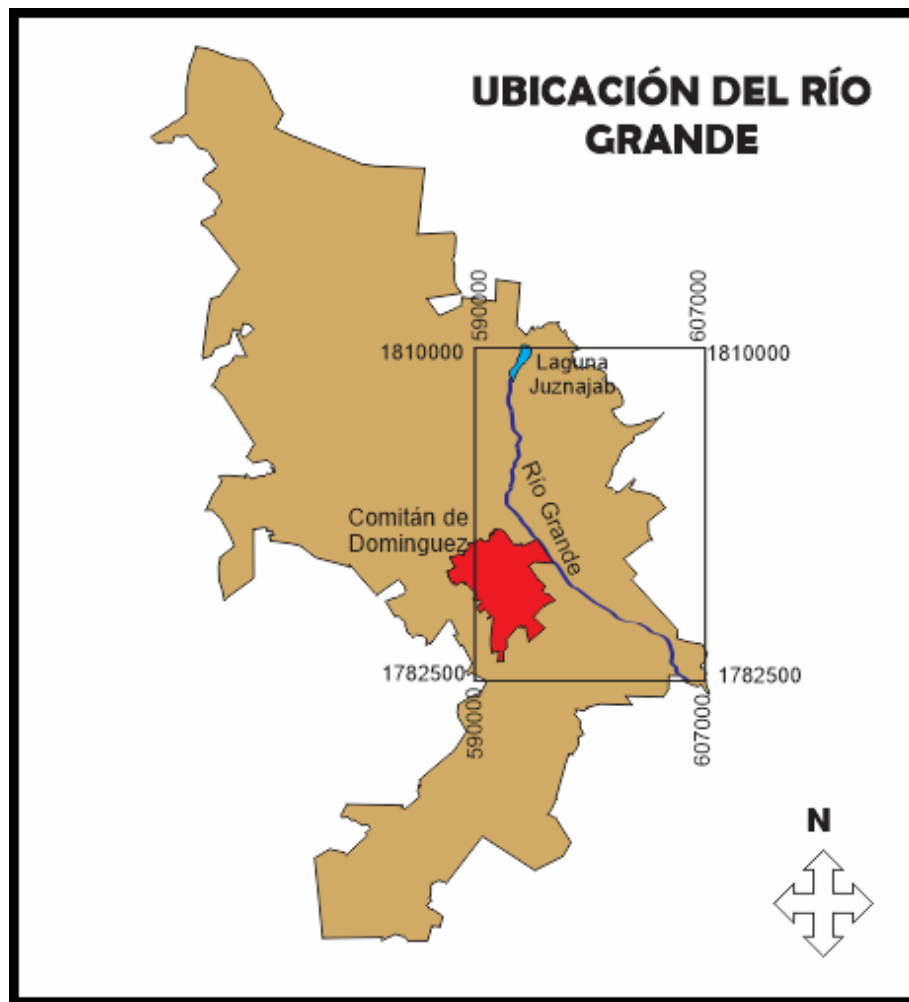 UBICACIÓN DEL RÍO
GRANDE
590000
607000
1810000
1810000
Laguna
Juznajab
Río Grande
Comitán de
Dominguez
1782500
1782500
590000
607000
N